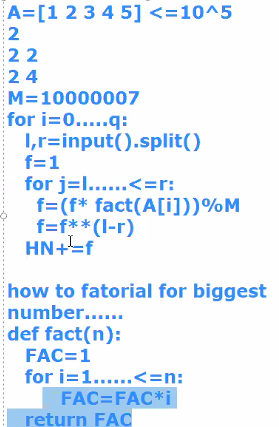 A=[1 2 3 4 5] <=10^5
2
2 2
2 4
M=10000007
for i=0.....q:
l,r=input().split()
f=1
for j=l......<=r:
f=(f* fact(A[i]))%M
f=f**(l-r)
HN+=f
how to fatorial for biggest
number......
def fact(n):
FAC=1
for i=1......<=n:
FAC=FAC*i
return FAC